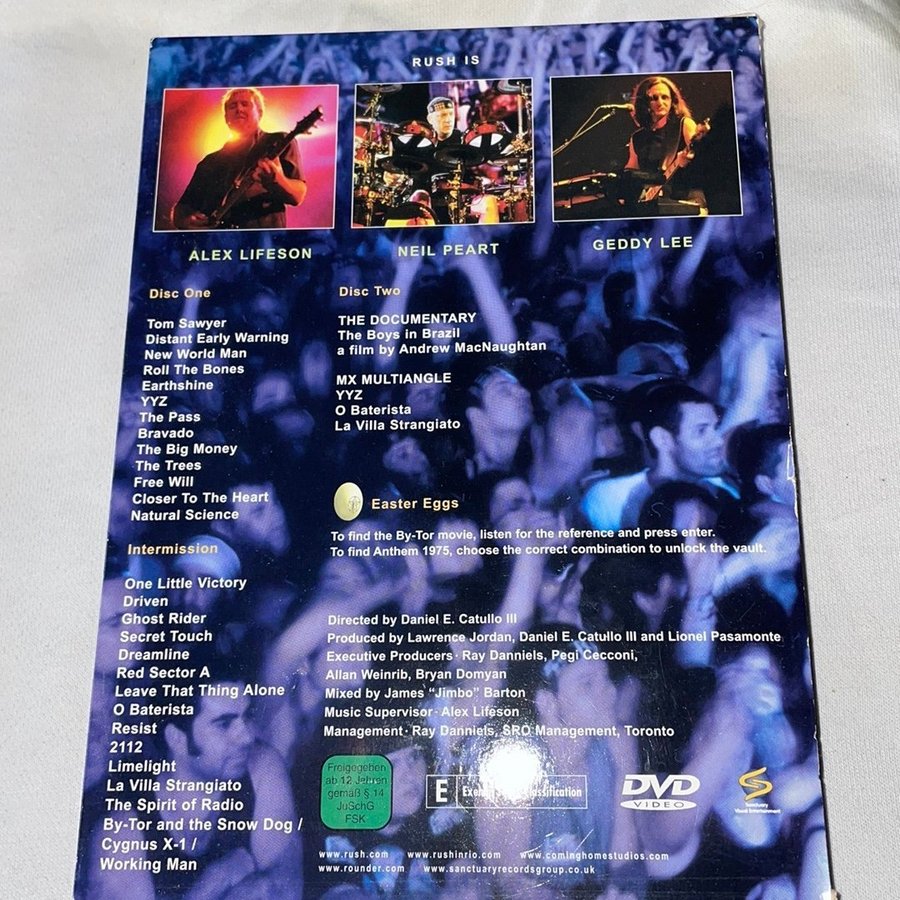 RUSH IS
ALEX LIFESON
NEIL PEART
GEDDY LEE
Disc One
Tom Sawyer
Distant Early Warning
New World Man
Roll The Bones
Earthshine
YYZ
The Pass
Bravado
The Big Money
The Trees
Free Will
Closer To The Heart
Natural Science
Intermission
One Little Victory
Driven
Ghost Rider
Secret Touch
Dreamline
Red Sector A
Leave That Thing Alone
O Baterista
Resist
2112
Limelight
La Villa Strangiato
The Spirit of Radio
By-Tor and the Snow Dog /
Cygnus X-1 /
Working Man
Disc Two
THE DOCUMENTARY
The Boys in Brazil
a film by Andrew MacNaughtan
MX MULTIANGLE
YYZ
O Baterista
La Villa Strangiato
Easter Eggs
To find the By-Tor movie, listen for the reference and press enter.
To find Anthem 1975, choose the correct combination to unlock the vault.
Directed by Daniel E. Catullo III
Produced by Lawrence Jordan, Daniel E. Catullo III and Lionel Pasamonte
Executive Producers · Ray Danniels, Pegi Cecconi,
Allan Weinrib, Bryan Domyan
Mixed by James "Jimbo" Barton
Music Supervisor · Alex Lifeson
Management · Ray Danniels, SRO Management, Toronto
Freigegeben
ab 12 Jahren
gemäß § 14
JuSchG
FSK
E Classification
DVD
VIDEO
Sanctuary
Visual Entertainment
www.rush.com www.rushinrio.com www.cominghomestudios.com
www.rounder.com www.sanctuaryrecordsgroup.co.uk